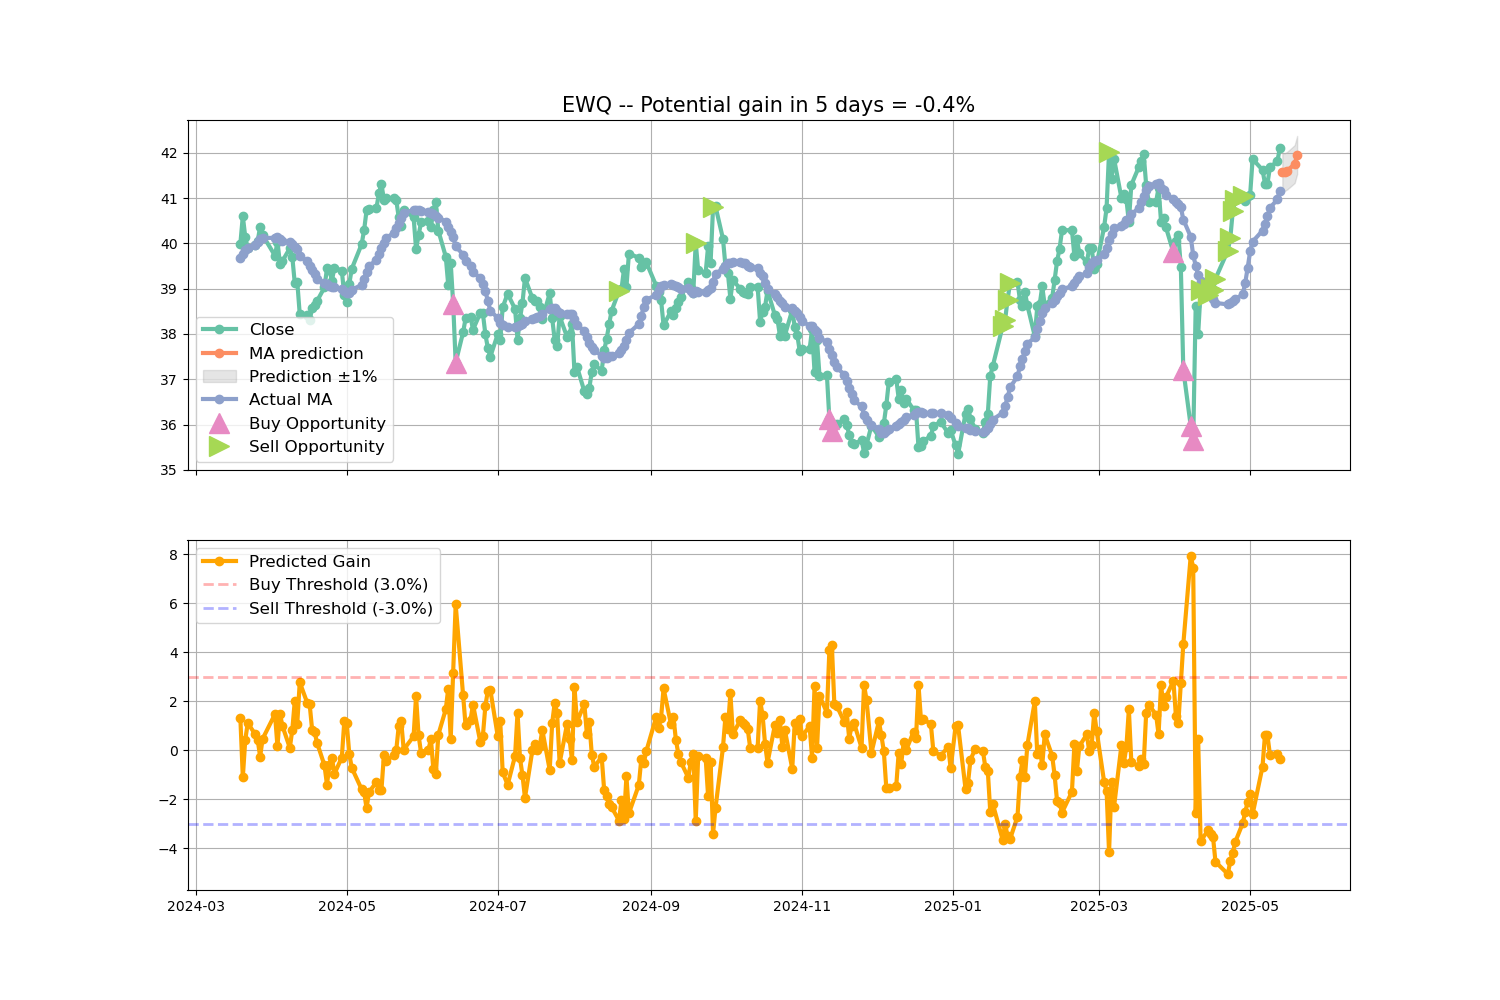 EWQ -- Potential gain in 5 days = -0.4%
42
41
40
39
38
37
36
35
Close
MA prediction
Prediction ±1%
Actual MA
Buy Opportunity
Sell Opportunity
8
6
4
2
0
−2
−4
Predicted Gain
Buy Threshold (3.0%)
Sell Threshold (-3.0%)
2024-03
2024-05
2024-07
2024-09
2024-11
2025-01
2025-03
2025-05